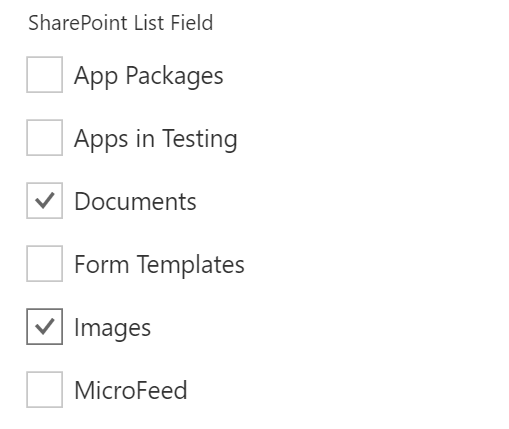 SharePoint List Field
App Packages
Apps in Testing
Documents
Form Templates
Images
MicroFeed